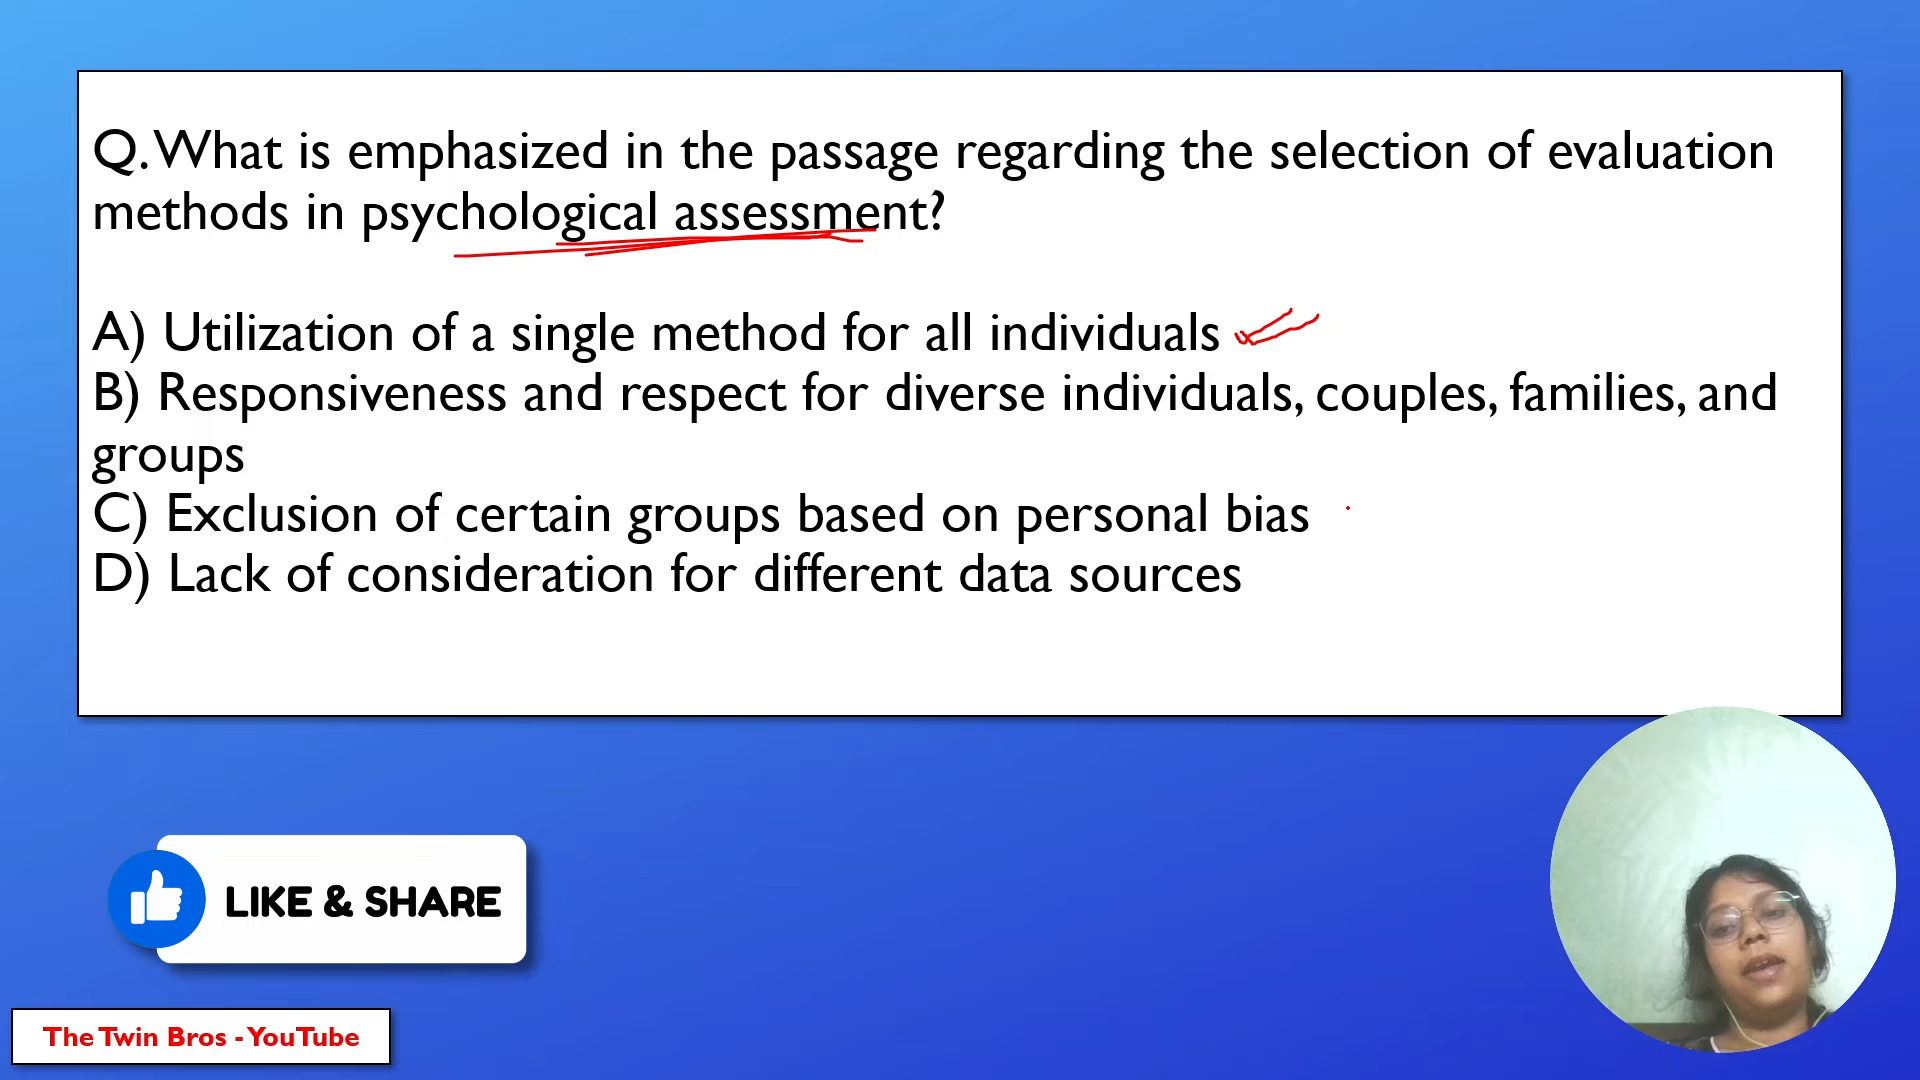 Q. What is emphasized in the passage regarding the selection of evaluation
methods in psychological assessment?
A) Utilization of a single method for all individuals
B) Responsiveness and respect for diverse individuals, couples, families, and
groups
C) Exclusion of certain groups based on personal bias
D) Lack of consideration for different data sources
LIKE & SHARE
The Twin Bros - YouTube